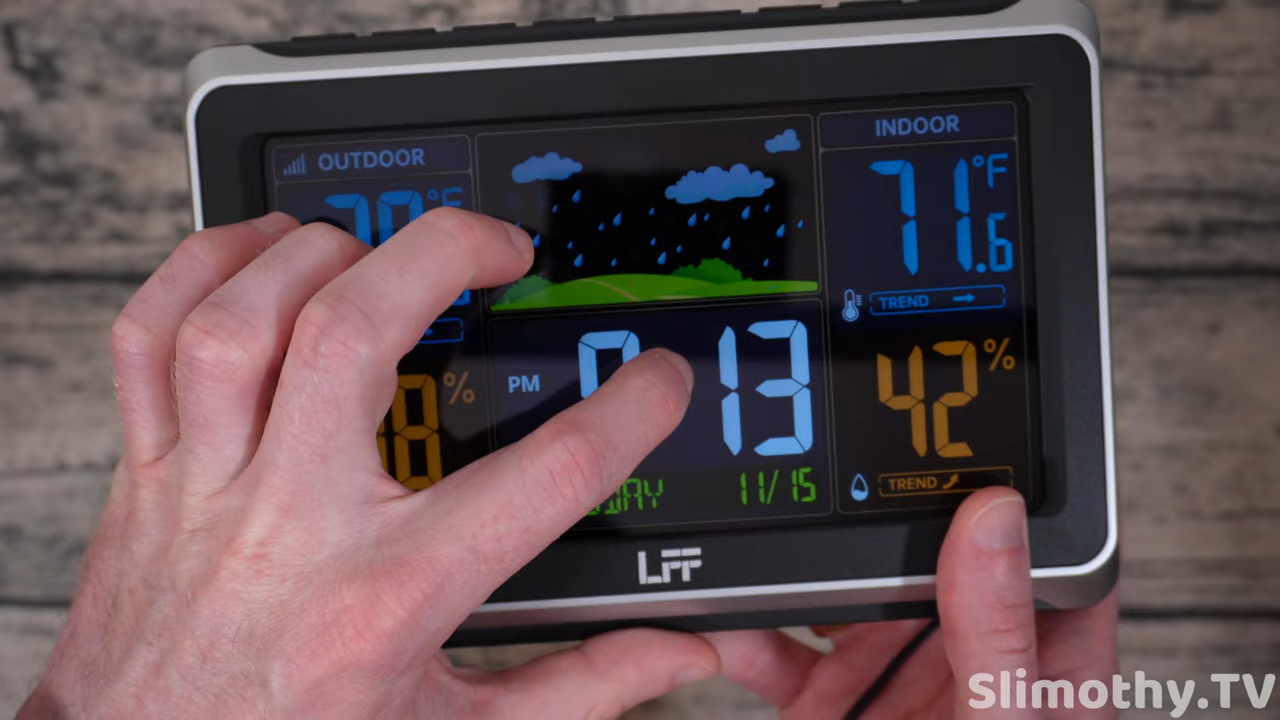 OUTDOOR
INDOOR
°F
71.6 °F
TREND
PM
13
42%
%
11/15
TREND
LFF
Slimothy.TV